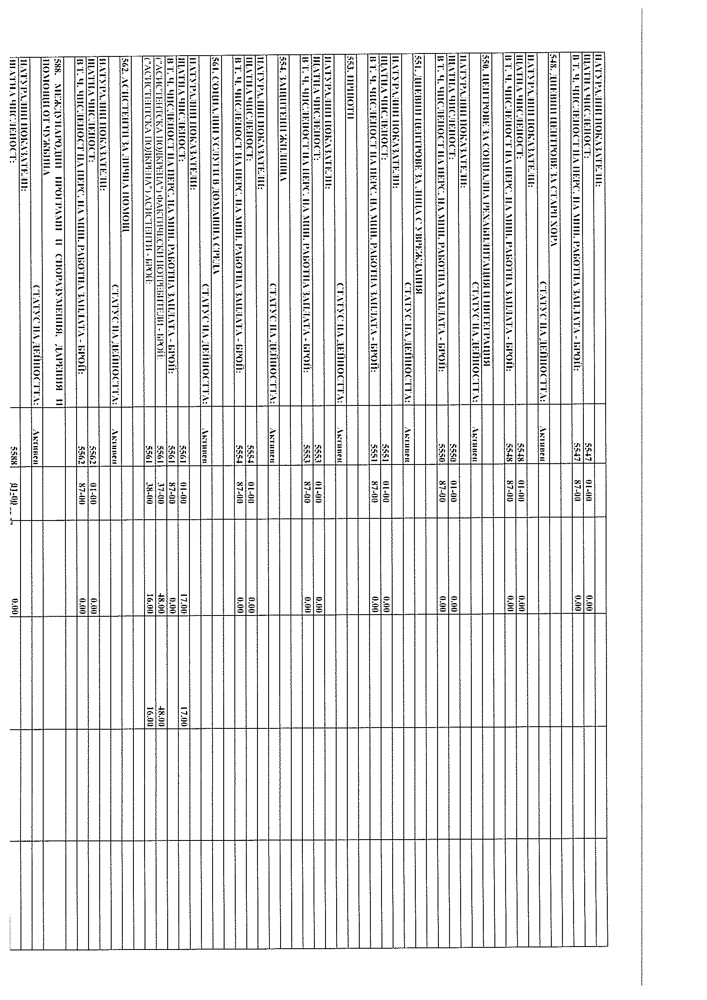 НАТУРАЛНИ ПОКАЗАТЕЛИ:
ЩАТНА ЧИСЛЕНОСТ: 5547 01-00 0.00
В Т. Ч. ЧИСЛЕНОСТ НА ПЕРС. НА МИН. РАБОТНА ЗАПЛАТА - БРОЙ: 5547 87-00 0.00
548. ДНЕВНИ ЦЕНТРОВЕ ЗА СТАРИ ХОРА
СТАТУС НА ДЕЙНОСТТА: Активен
НАТУРАЛНИ ПОКАЗАТЕЛИ:
ЩАТНА ЧИСЛЕНОСТ: 5548 01-00 0.00
В Т. Ч. ЧИСЛЕНОСТ НА ПЕРС. НА МИН. РАБОТНА ЗАПЛАТА - БРОЙ: 5548 87-00 0.00
550. ЦЕНТРОВЕ ЗА СОЦИАЛНА РЕХАБИЛИТАЦИЯ И ИНТЕГРАЦИЯ
СТАТУС НА ДЕЙНОСТТА: Активен
НАТУРАЛНИ ПОКАЗАТЕЛИ:
ЩАТНА ЧИСЛЕНОСТ: 5550 01-00 0.00
В Т. Ч. ЧИСЛЕНОСТ НА ПЕРС. НА МИН. РАБОТНА ЗАПЛАТА - БРОЙ: 5550 87-00 0.00
551. ДНЕВНИ ЦЕНТРОВЕ ЗА ЛИЦА С УВРЕЖДАНИЯ
СТАТУС НА ДЕЙНОСТТА: Активен
НАТУРАЛНИ ПОКАЗАТЕЛИ:
ЩАТНА ЧИСЛЕНОСТ: 5551 01-00 0.00
В Т. Ч. ЧИСЛЕНОСТ НА ПЕРС. НА МИН. РАБОТНА ЗАПЛАТА - БРОЙ: 5551 87-00 0.00
553. ПРИЮТИ
СТАТУС НА ДЕЙНОСТТА: Активен
НАТУРАЛНИ ПОКАЗАТЕЛИ:
ЩАТНА ЧИСЛЕНОСТ: 5553 01-00 0.00
В Т. Ч. ЧИСЛЕНОСТ НА ПЕРС. НА МИН. РАБОТНА ЗАПЛАТА - БРОЙ: 5553 87-00 0.00
554. ЗАЩИТЕНИ ЖИЛИЩА
СТАТУС НА ДЕЙНОСТТА: Активен
НАТУРАЛНИ ПОКАЗАТЕЛИ:
ЩАТНА ЧИСЛЕНОСТ: 5554 01-00 0.00
В Т. Ч. ЧИСЛЕНОСТ НА ПЕРС. НА МИН. РАБОТНА ЗАПЛАТА - БРОЙ: 5554 87-00 0.00
561. СОЦИАЛНИ УСЛУГИ В ДОМАШНА СРЕДА
СТАТУС НА ДЕЙНОСТТА: Активен
НАТУРАЛНИ ПОКАЗАТЕЛИ:
ЩАТНА ЧИСЛЕНОСТ: 5561 01-00 17.00 17.00
В Т. Ч. ЧИСЛЕНОСТ НА ПЕРС. НА МИН. РАБОТНА ЗАПЛАТА - БРОЙ: 5561 87-00 0.00
("АСИСТЕНТСКА ПОДКРЕПА") ФАКТИЧЕСКИ ПОТРЕБИТЕЛИ - БРОЙ: 5561 37-00 48.00 48.00
("АСИСТЕНТСКА ПОДКРЕПА") АСИСТЕНТИ - БРОЙ: 5561 38-00 16.00 16.00
562. АСИСТЕНТИ ЗА ЛИЧНА ПОМОЩ
СТАТУС НА ДЕЙНОСТТА: Активен
НАТУРАЛНИ ПОКАЗАТЕЛИ:
ЩАТНА ЧИСЛЕНОСТ: 5562 01-00 0.00
В Т. Ч. ЧИСЛЕНОСТ НА ПЕРС. НА МИН. РАБОТНА ЗАПЛАТА - БРОЙ: 5562 87-00 0.00
588. МЕЖДУНАРОДНИ ПРОГРАМИ И СПОРАЗУМЕНИЯ, ДАРЕНИЯ И
ПОМОЩИ ОТ ЧУЖБИНА
СТАТУС НА ДЕЙНОСТТА: Активен
НАТУРАЛНИ ПОКАЗАТЕЛИ:
ЩАТНА ЧИСЛЕНОСТ: 5588 01-00 0.00